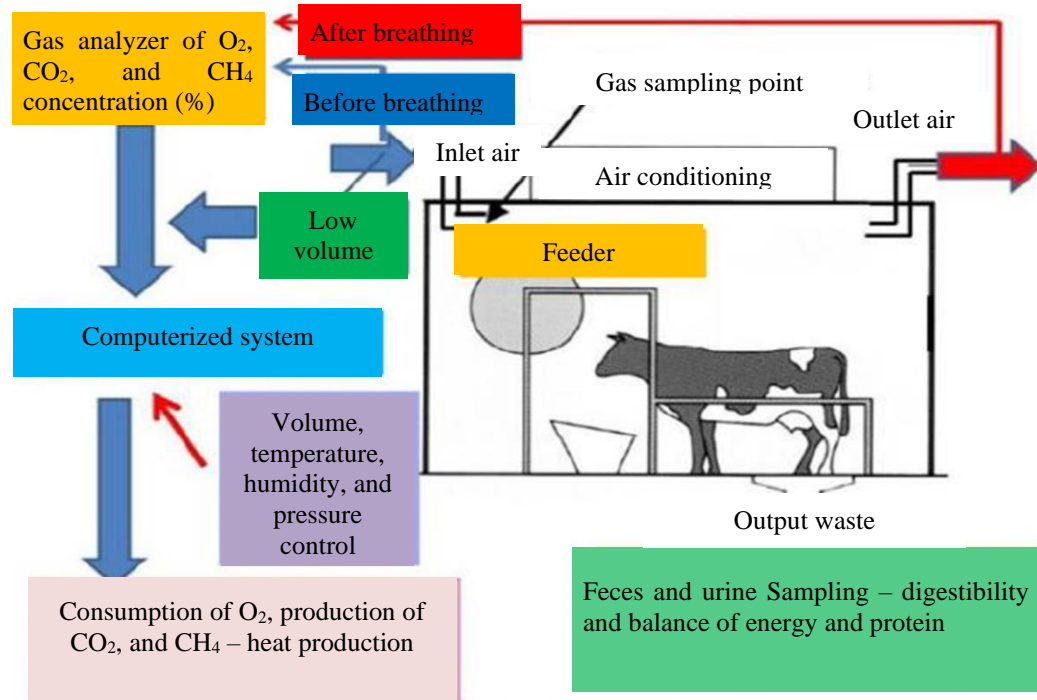 Gas analyzer of O₂,
CO₂, and CH₄
concentration (%)
After breathing
Before breathing
Gas sampling point
Outlet air
Inlet air
Air conditioning
Low
volume
Feeder
Computerized system
Volume,
temperature,
humidity, and
pressure
control
Output waste
Consumption of O₂, production of
CO₂, and CH₄ – heat production
Feces and urine Sampling – digestibility
and balance of energy and protein